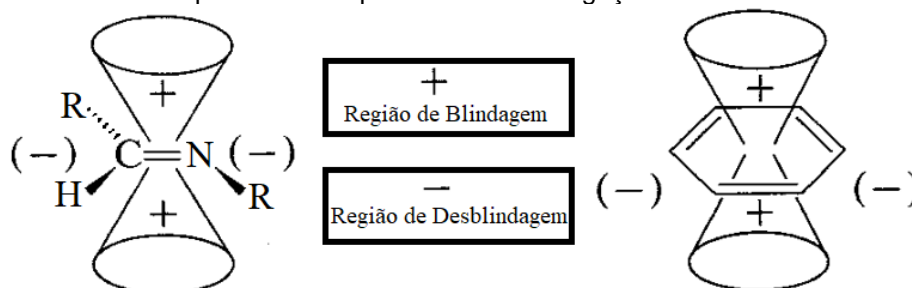 R
(−) C=N (−)
H
R
+
+
+
Região de Blindagem
−
Região de Desblindagem
+
(−) (−)
+